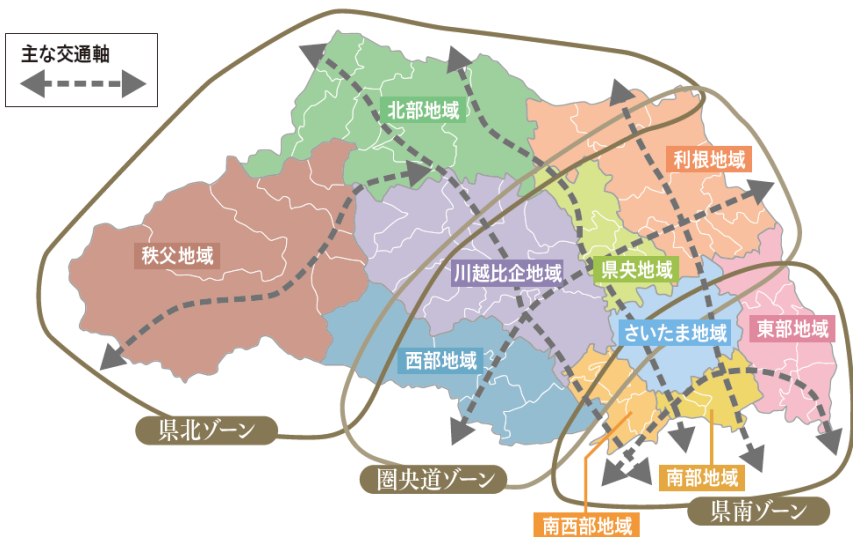 主な交通軸
北部地域
利根地域
秩父地域
川越比企地域
県央地域
さいたま地域
東部地域
西部地域
県北ゾーン
圏央道ゾーン
南部地域
県南ゾーン
南西部地域